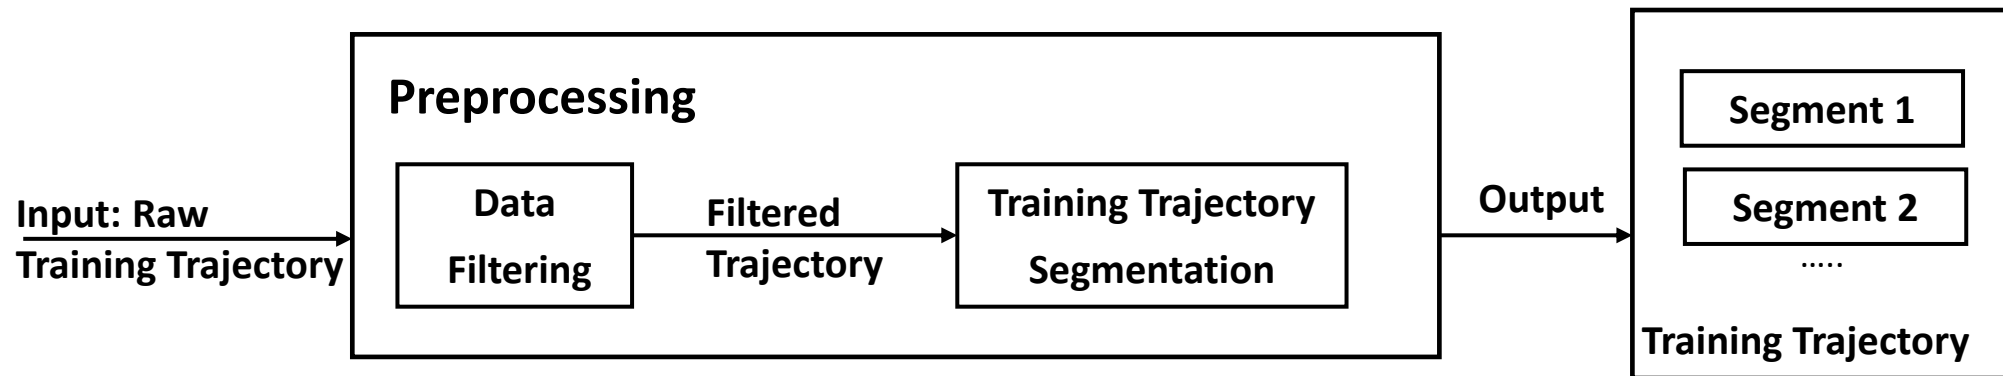 Input: Raw
Training Trajectory
Preprocessing
Data
Filtering
Filtered
Trajectory
Training Trajectory
Segmentation
Output
Segment 1
Segment 2
.....
Training Trajectory